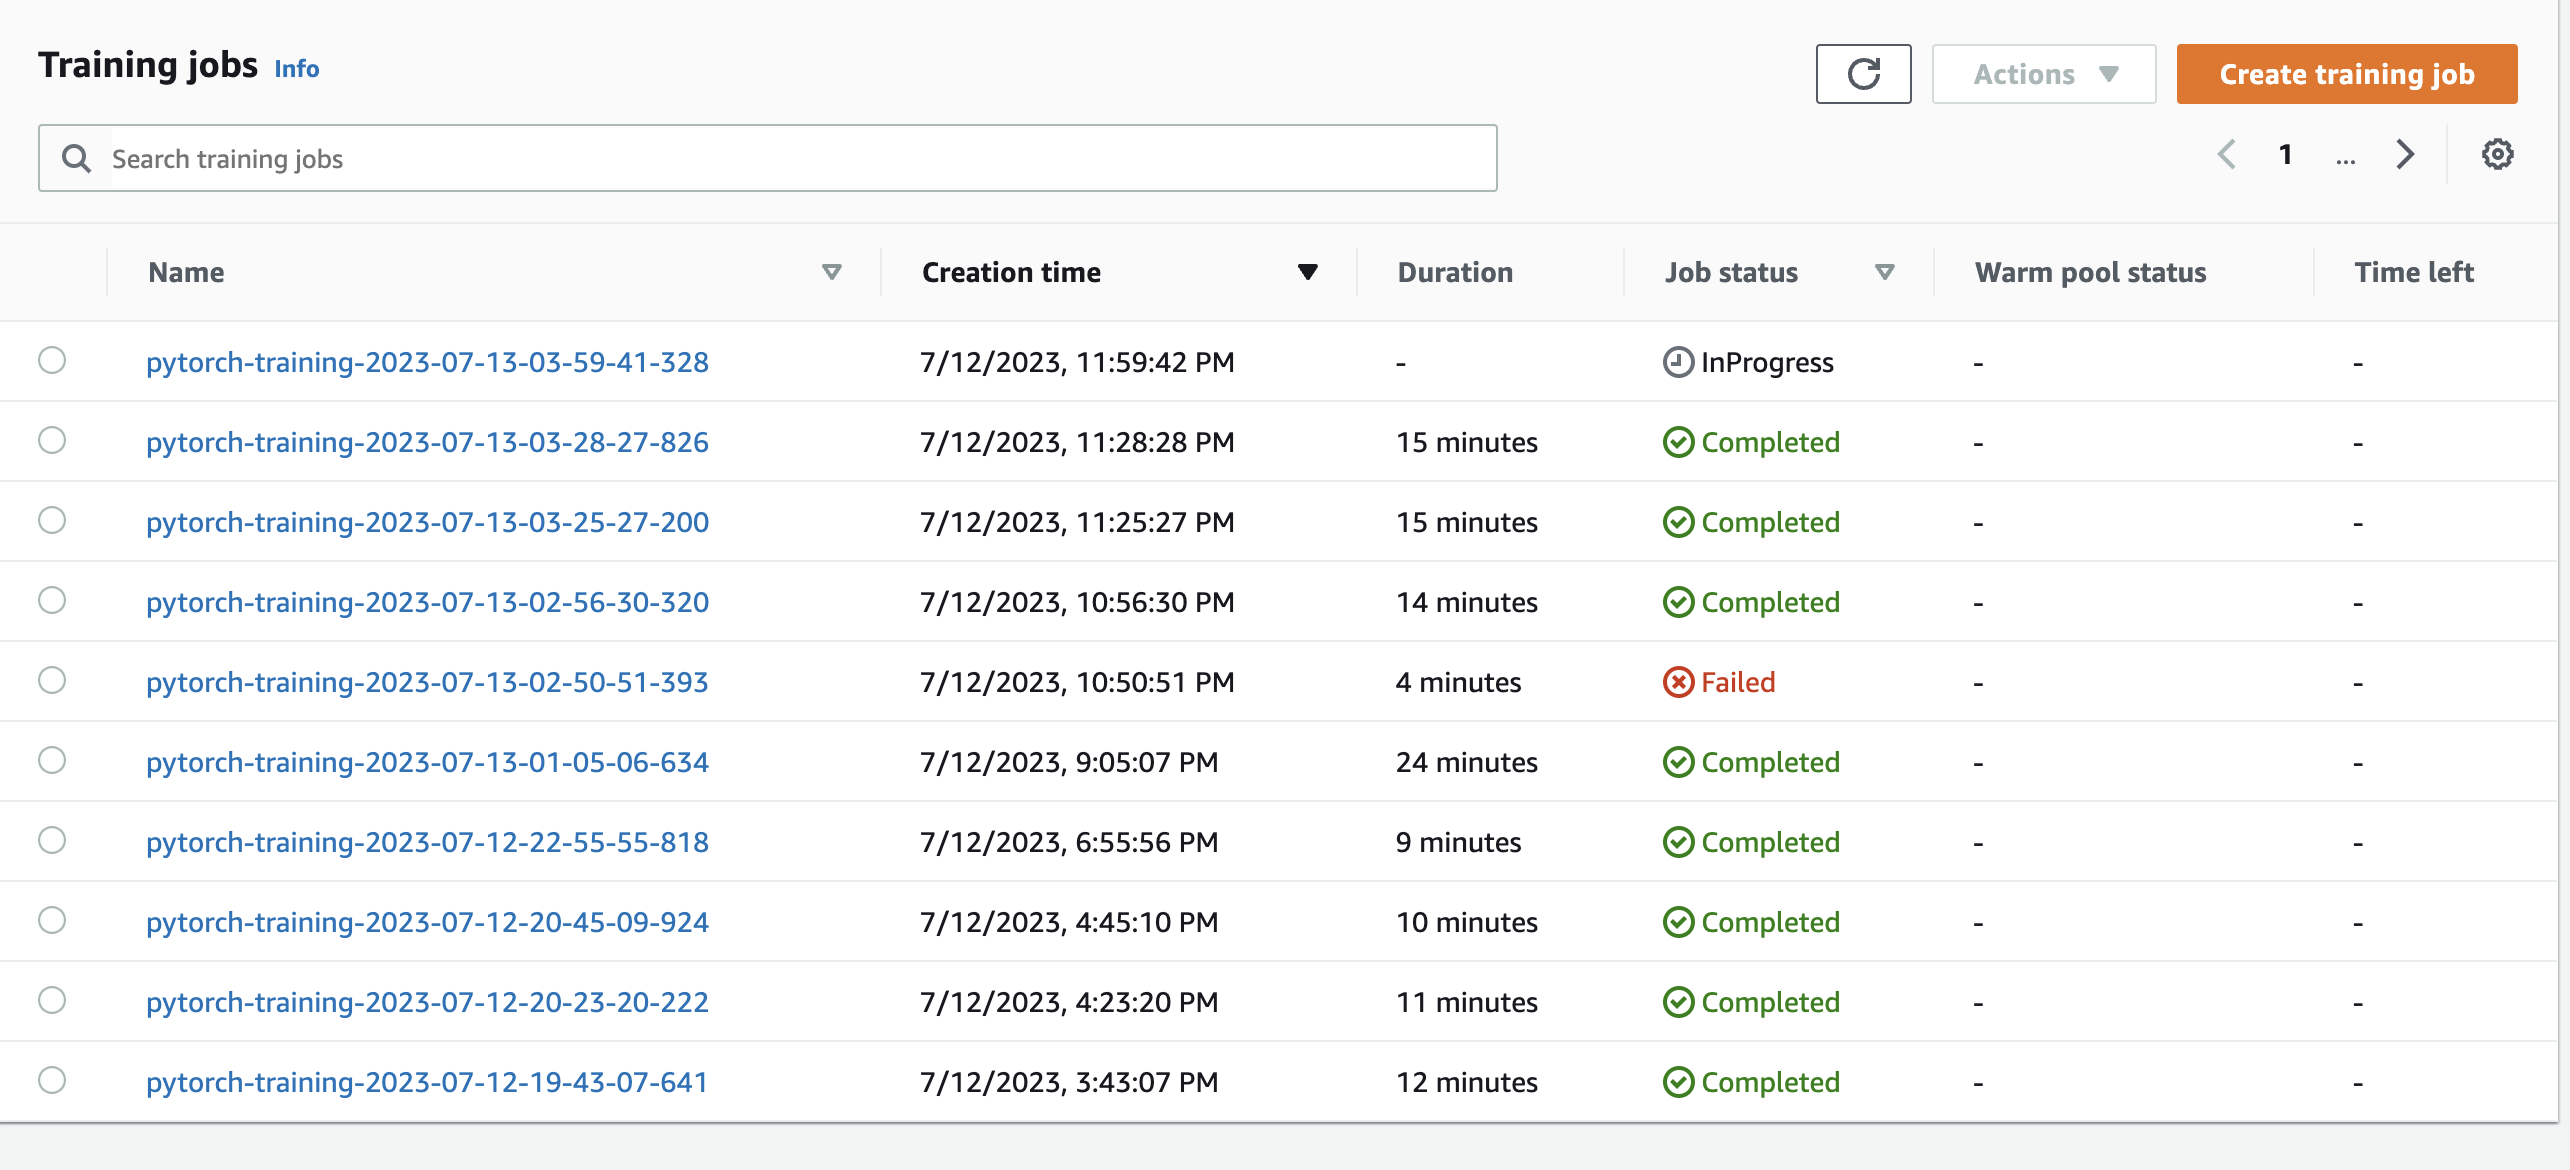 Training jobs Info
Actions
Create training job
Search training jobs
1 ...
Name Creation time Duration Job status Warm pool status Time left
pytorch-training-2023-07-13-03-59-41-328 7/12/2023, 11:59:42 PM - InProgress - -
pytorch-training-2023-07-13-03-28-27-826 7/12/2023, 11:28:28 PM 15 minutes Completed - -
pytorch-training-2023-07-13-03-25-27-200 7/12/2023, 11:25:27 PM 15 minutes Completed - -
pytorch-training-2023-07-13-02-56-30-320 7/12/2023, 10:56:30 PM 14 minutes Completed - -
pytorch-training-2023-07-13-02-50-51-393 7/12/2023, 10:50:51 PM 4 minutes Failed - -
pytorch-training-2023-07-13-01-05-06-634 7/12/2023, 9:05:07 PM 24 minutes Completed - -
pytorch-training-2023-07-12-22-55-55-818 7/12/2023, 6:55:56 PM 9 minutes Completed - -
pytorch-training-2023-07-12-20-45-09-924 7/12/2023, 4:45:10 PM 10 minutes Completed - -
pytorch-training-2023-07-12-20-23-20-222 7/12/2023, 4:23:20 PM 11 minutes Completed - -
pytorch-training-2023-07-12-19-43-07-641 7/12/2023, 3:43:07 PM 12 minutes Completed - -